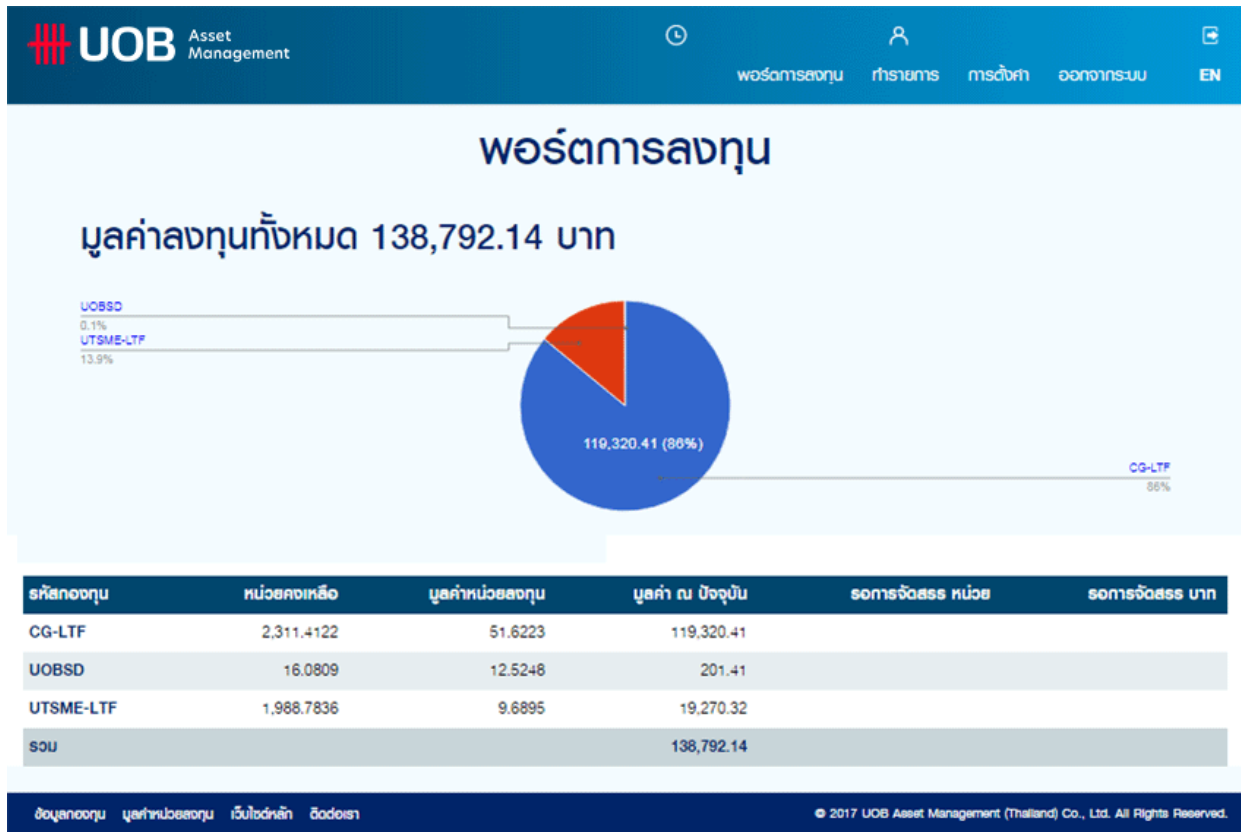 UOB Asset
Management
พอร์ตการลงทุน ทำรายการ การตั้งค่า ออกจากระบบ EN
พอร์ตการลงทุน
มูลค่าลงทุนทั้งหมด 138,792.14 บาท
UOBSD
0.1%
UTSME-LTF
13.9%
119,320.41 (86%)
CG-LTF
86%
รหัสกองทุน หน่วยคงเหลือ มูลค่าหน่วยลงทุน มูลค่า ณ ปัจจุบัน รอการจัดสรร หน่วย รอการจัดสรร บาท
CG-LTF 2,311.4122 51.6223 119,320.41
UOBSD 16.0809 12.5248 201.41
UTSME-LTF 1,988.7836 9.6895 19,270.32
รวม 138,792.14
ข้อมูลกองทุน มูลค่าหน่วยลงทุน เว็บไซต์หลัก ติดต่อเรา © 2017 UOB Asset Management (Thailand) Co., Ltd. All Rights Reserved.